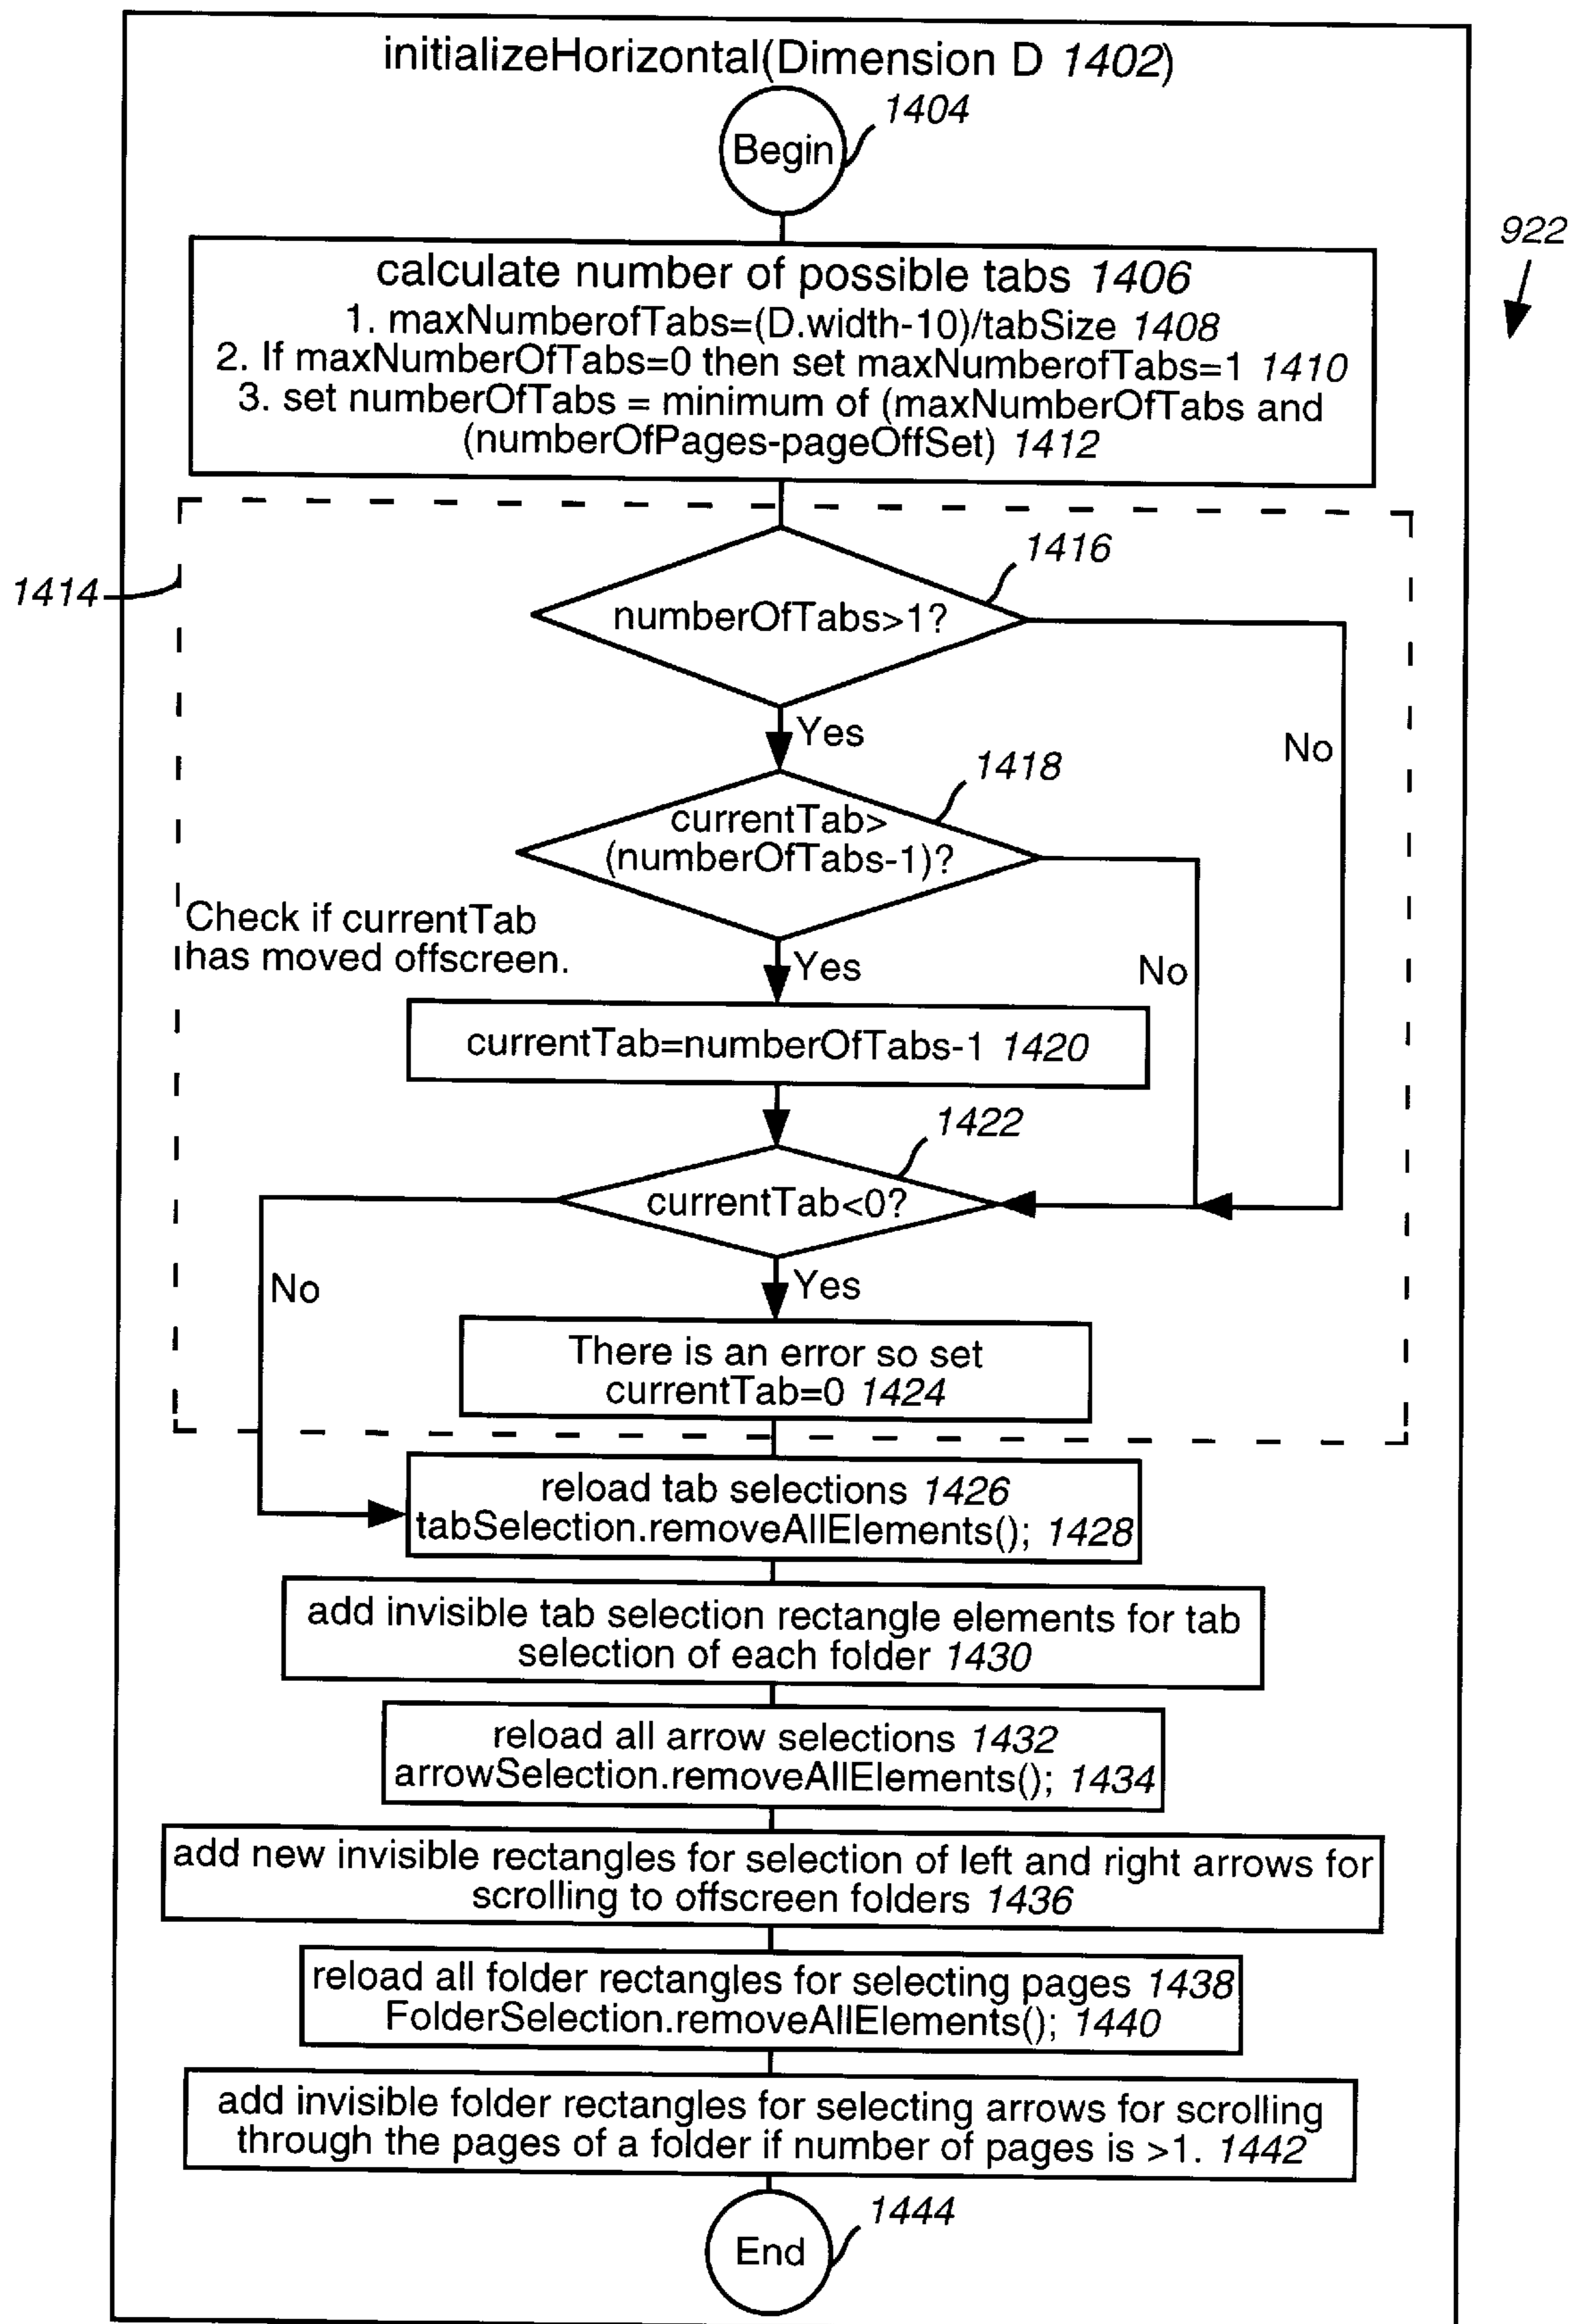 initializeHorizontal(Dimension D 1402)
1404
Begin
922
calculate number of possible tabs 1406
1. maxNumberofTabs=(D.width-10)/tabSize 1408
2. If maxNumberOfTabs=0 then set maxNumberofTabs=1 1410
3. set numberOfTabs = minimum of (maxNumberOfTabs and
(numberOfPages-pageOffSet) 1412
1414
1416
numberOfTabs>1?
Yes
No
1418
currentTab>
(numberOfTabs-1)?
Check if currentTab
has moved offscreen.
Yes
No
currentTab=numberOfTabs-1 1420
1422
currentTab<0?
No
Yes
There is an error so set
currentTab=0 1424
reload tab selections 1426
tabSelection.removeAllElements(); 1428
add invisible tab selection rectangle elements for tab
selection of each folder 1430
reload all arrow selections 1432
arrowSelection.removeAllElements(); 1434
add new invisible rectangles for selection of left and right arrows for
scrolling to offscreen folders 1436
reload all folder rectangles for selecting pages 1438
FolderSelection.removeAllElements(); 1440
add invisible folder rectangles for selecting arrows for scrolling
through the pages of a folder if number of pages is >1. 1442
1444
End